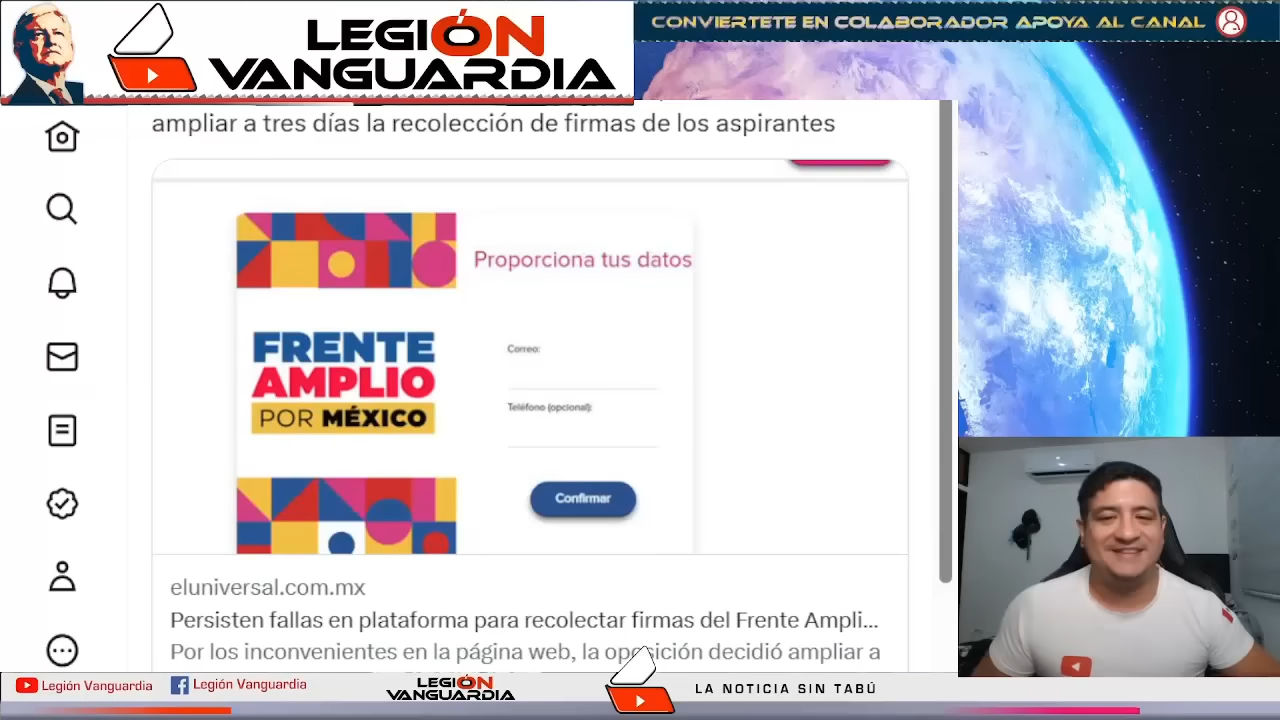 LEGIÓN
VANGUARDIA
CONVIERTETE EN COLABORADOR APOYA AL CANAL
ampliar a tres días la recolección de firmas de los aspirantes
Proporciona tus datos
FRENTE
AMPLIO
POR MÉXICO
Correo:
Teléfono (opcional):
Confirmar
eluniversal.com.mx
Persisten fallas en plataforma para recolectar firmas del Frente Ampli...
Por los inconvenientes en la página web, la oposición decidió ampliar a
Legión Vanguardia
Legión Vanguardia
LEGIÓN
VANGUARDIA
LA NOTICIA SIN TABÚ